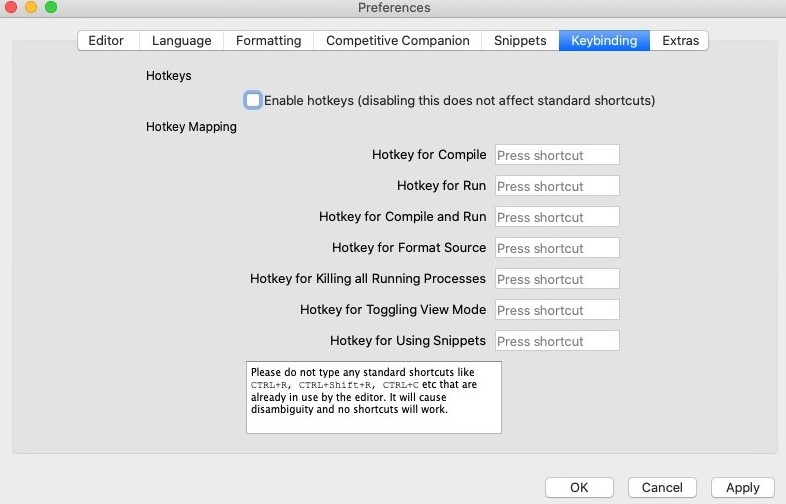 Preferences
Editor Language Formatting Competitive Companion Snippets Keybinding Extras
Hotkeys
Enable hotkeys (disabling this does not affect standard shortcuts)
Hotkey Mapping
Hotkey for Compile Press shortcut
Hotkey for Run Press shortcut
Hotkey for Compile and Run Press shortcut
Hotkey for Format Source Press shortcut
Hotkey for Killing all Running Processes Press shortcut
Hotkey for Toggling View Mode Press shortcut
Hotkey for Using Snippets Press shortcut
Please do not type any standard shortcuts like
CTRL+R, CTRL+Shift+R, CTRL+C etc that are
already in use by the editor. It will cause
disambiguity and no shortcuts will work.
OK Cancel Apply